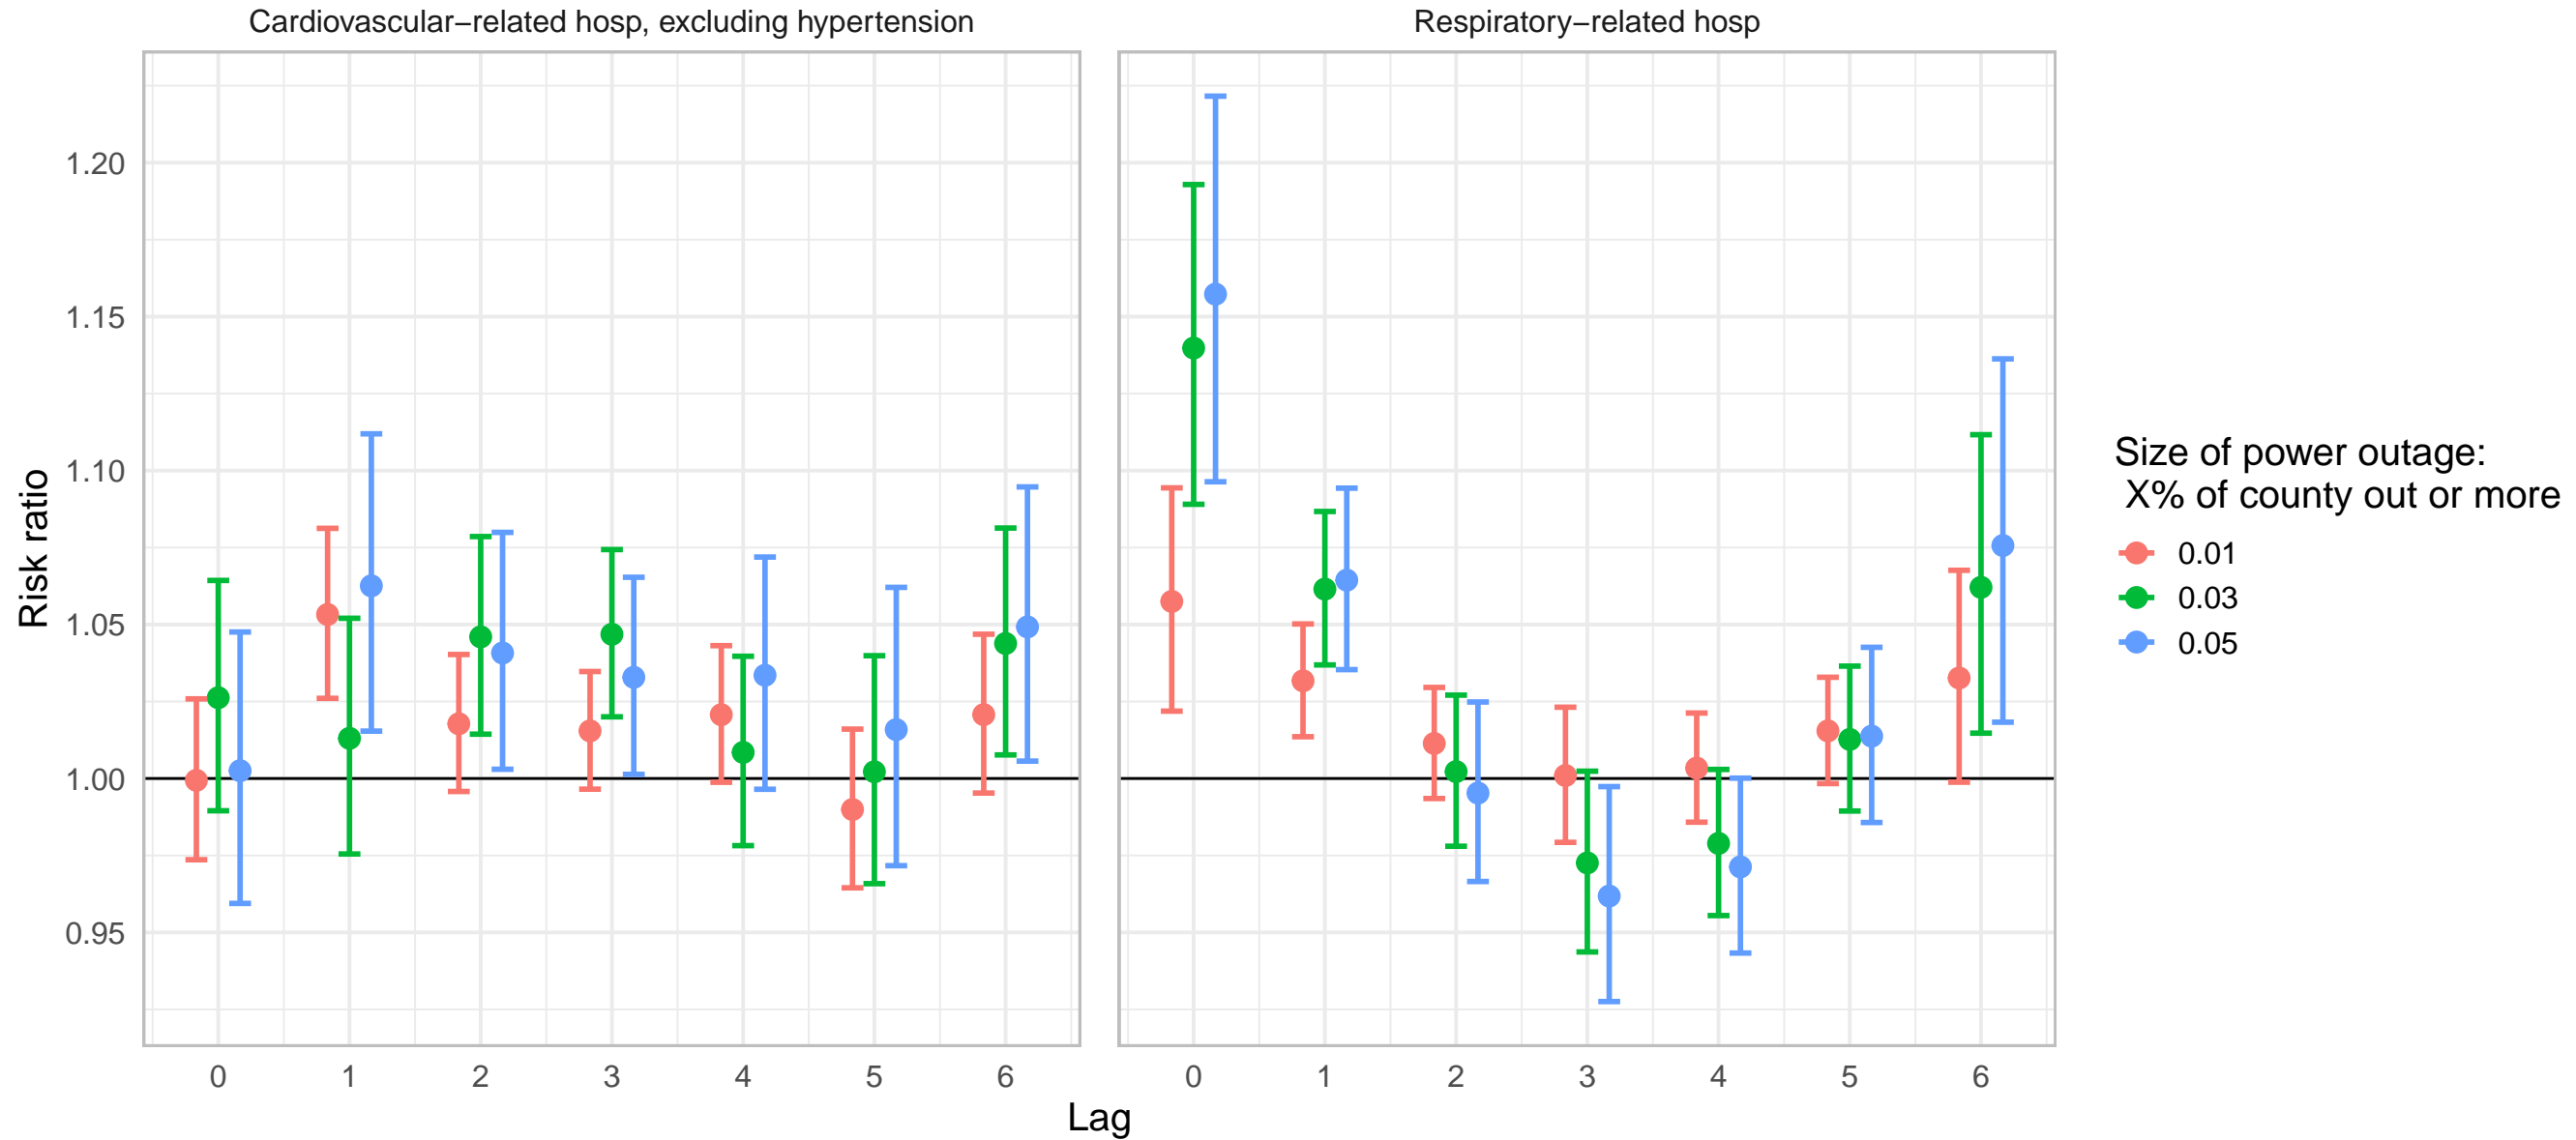 Cardiovascular−related hosp, excluding hypertension
Respiratory−related hosp
Risk ratio
1.20
1.15
1.10
1.05
1.00
0.95
0 1 2 3 4 5 6
0 1 2 3 4 5 6
Lag
Size of power outage:
X% of county out or more
0.01
0.03
0.05